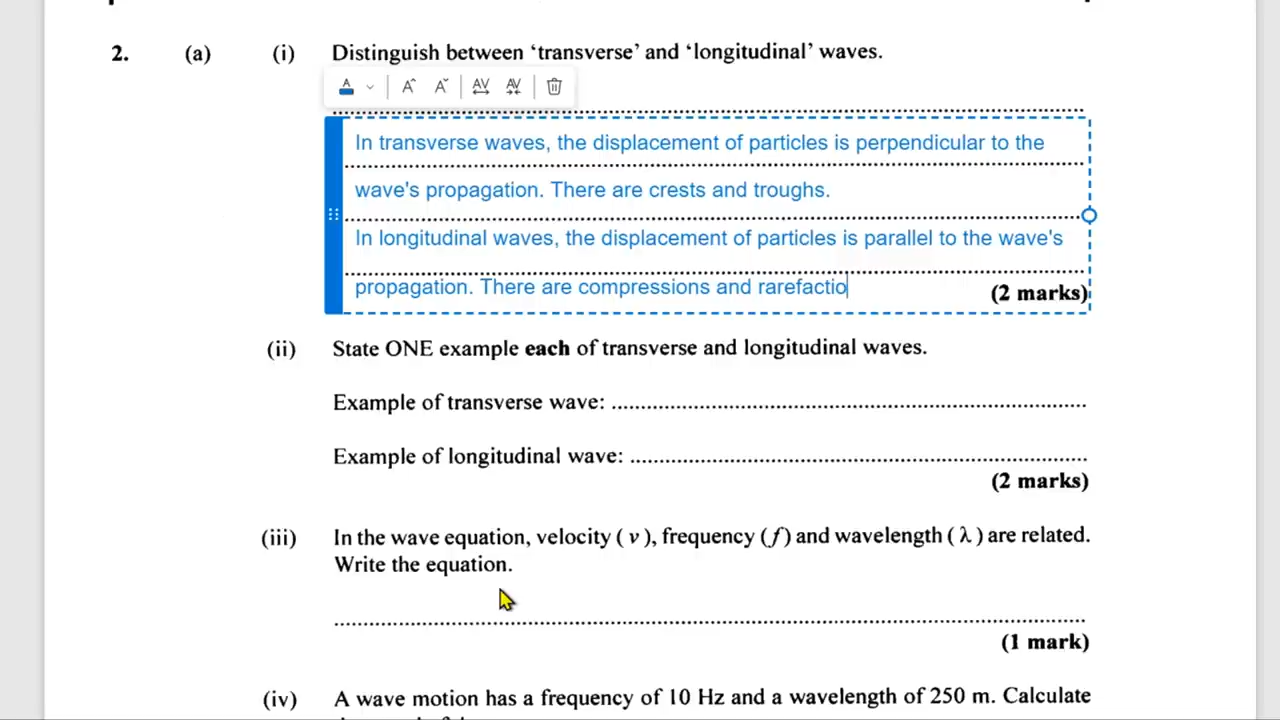 2. (a) (i) Distinguish between ‘transverse’ and ‘longitudinal’ waves.
In transverse waves, the displacement of particles is perpendicular to the
wave's propagation. There are crests and troughs.
In longitudinal waves, the displacement of particles is parallel to the wave's
propagation. There are compressions and rarefactio
(2 marks)
(ii) State ONE example each of transverse and longitudinal waves.
Example of transverse wave: ................................................................................
Example of longitudinal wave: .............................................................................
(2 marks)
(iii) In the wave equation, velocity ( v ), frequency ( f ) and wavelength ( λ ) are related.
Write the equation.
(1 mark)
(iv) A wave motion has a frequency of 10 Hz and a wavelength of 250 m. Calculate